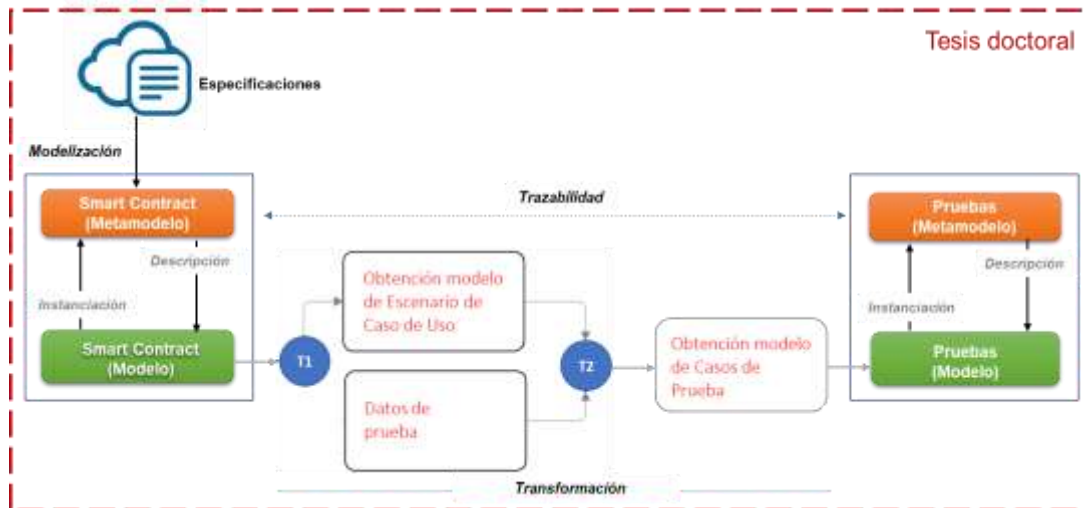 Tesis doctoral
Especificaciones
Modelización
Smart Contract
(Metamodelo)
Trazabilidad
Pruebas
(Metamodelo)
Descripción
Instanciación
Obtención modelo
de Escenario de
Caso de Uso
Descripción
Instanciación
Smart Contract
(Modelo)
T1
T2
Obtención modelo
de Casos de
Prueba
Pruebas
(Modelo)
Datos de
prueba
Transformación